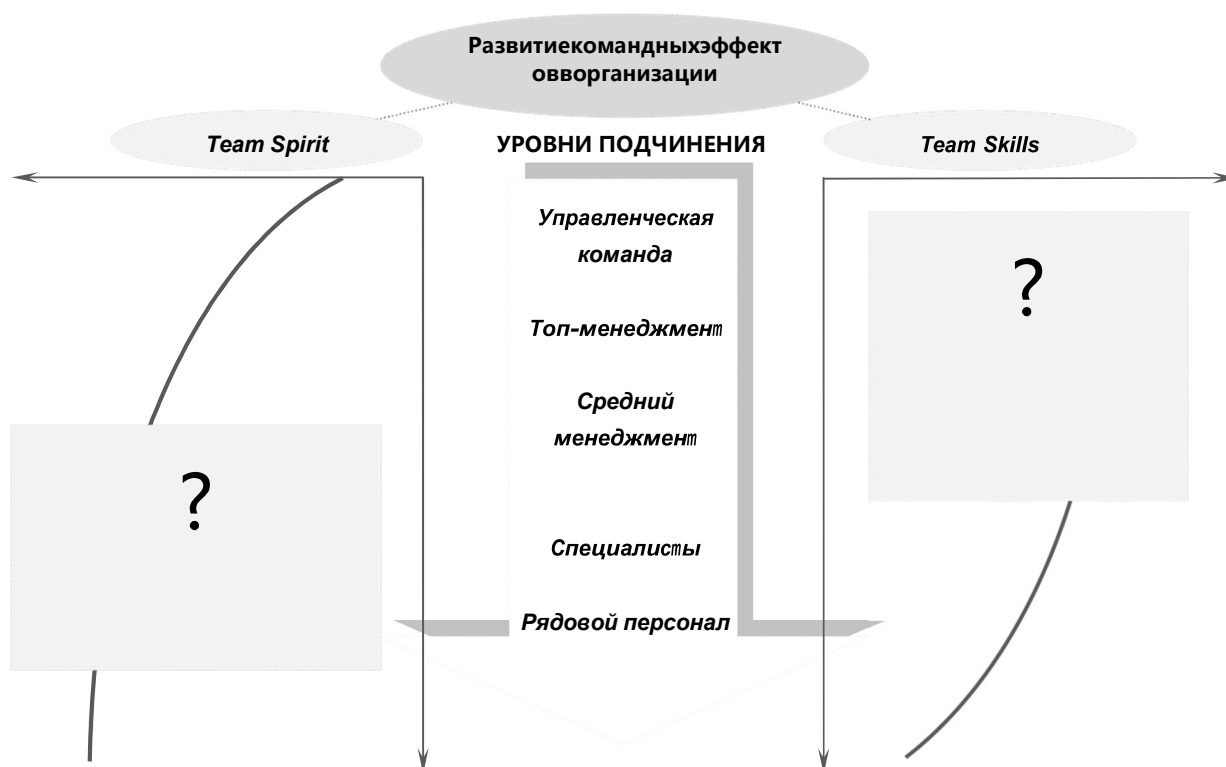 Развитиекомандныхэффект
овворганизации
Team Spirit
УРОВНИ ПОДЧИНЕНИЯ
Team Skills
Управленческая
команда
?
Топ-менеджмент
Средний
менеджмент
?
Специалисты
Рядовой персонал